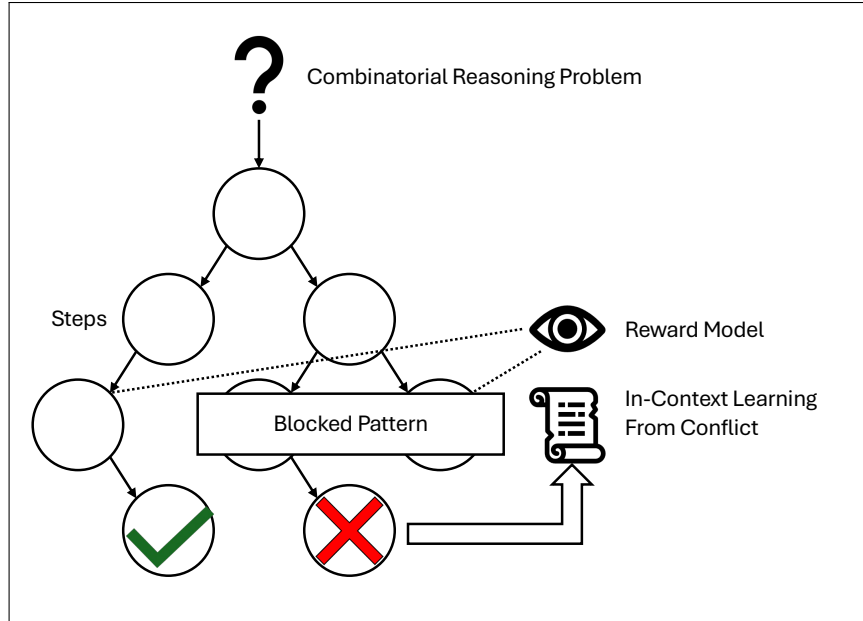 Combinatorial Reasoning Problem
Steps
Reward Model
Blocked Pattern
In-Context Learning
From Conflict